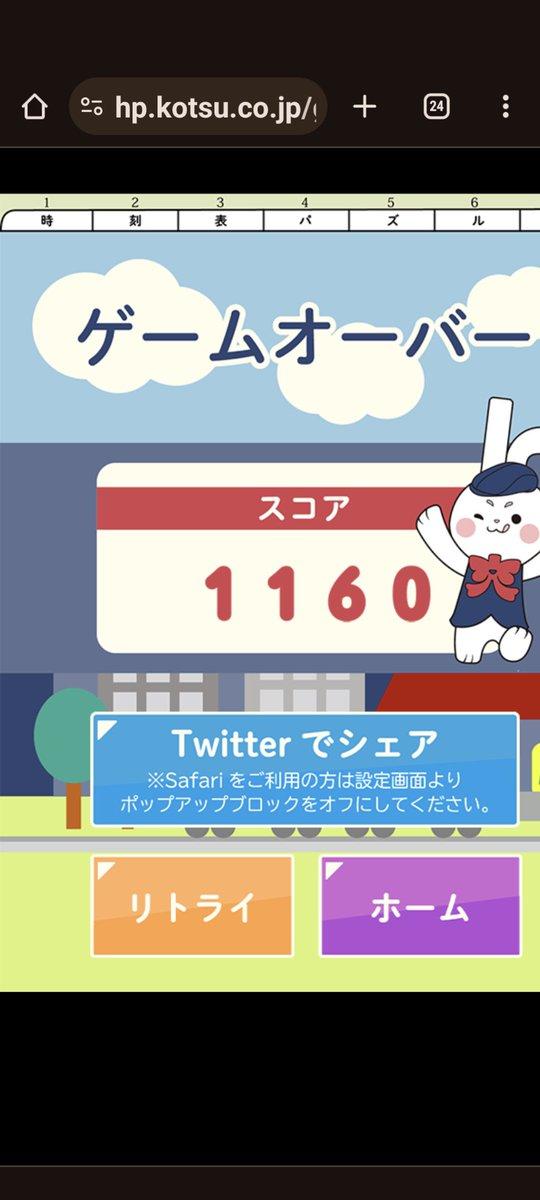 hp.kotsu.co.jp/
24
1 2 3 4 5 6
時 刻 表 パ ズ ル
ゲームオーバー
スコア
1160
Twitter でシェア
※Safari をご利用の方は設定画面より
ポップアップブロックをオフにしてください。
リトライ ホーム